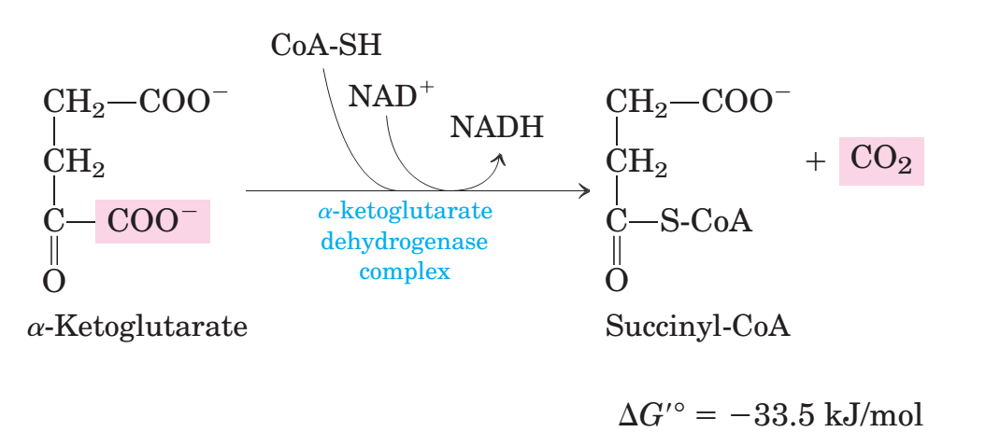 CoA-SH
NAD⁺
NADH
CH₂—COO⁻
CH₂
C—COO⁻
O
α-Ketoglutarate
α-ketoglutarate
dehydrogenase
complex
CH₂—COO⁻
CH₂
C—S-CoA
O
Succinyl-CoA
+ CO₂
ΔG′° = −33.5 kJ/mol